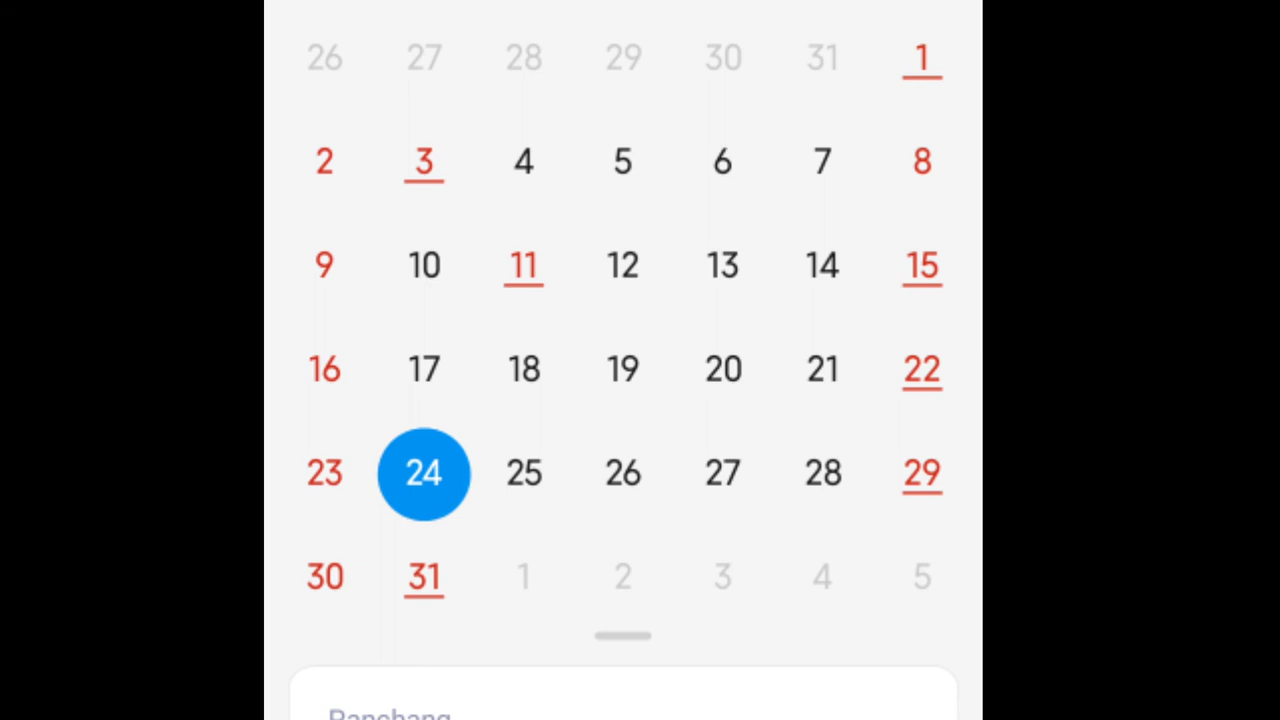 26 27 28 29 30 31 1
2 3 4 5 6 7 8
9 10 11 12 13 14 15
16 17 18 19 20 21 22
23 24 25 26 27 28 29
30 31 1 2 3 4 5
Panchang